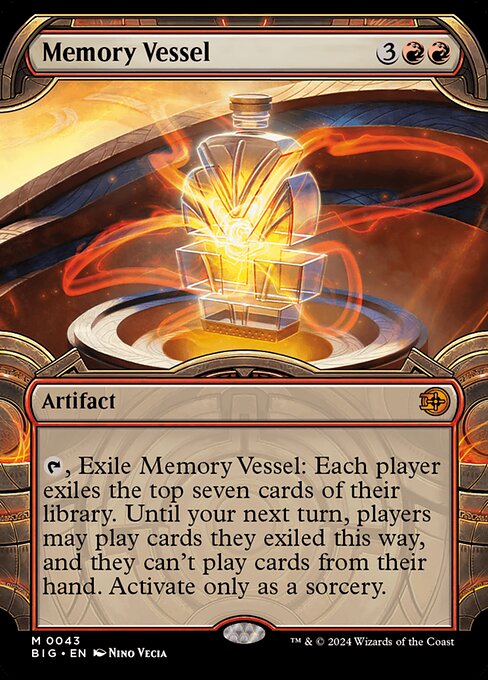 Memory Vessel 3
Artifact
, Exile Memory Vessel: Each player
exiles the top seven cards of their
library. Until your next turn, players
may play cards they exiled this way,
and they can't play cards from their
hand. Activate only as a sorcery.
M 0043
BIG • EN Nino Vecia
™ & © 2024 Wizards of the Coast